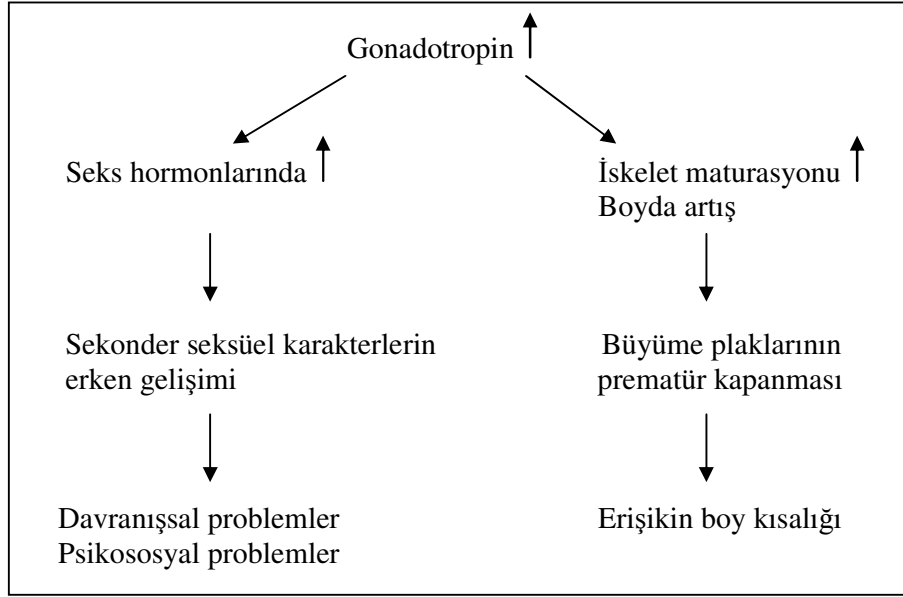 Gonadotropin ↑
Seks hormonlarında ↑
İskelet maturasyonu ↑
Boyda artış
Sekonder seksüel karakterlerin
erken gelişimi
Büyüme plaklarının
prematür kapanması
Davranışsal problemler
Psikososyal problemler
Erişikin boy kısalığı